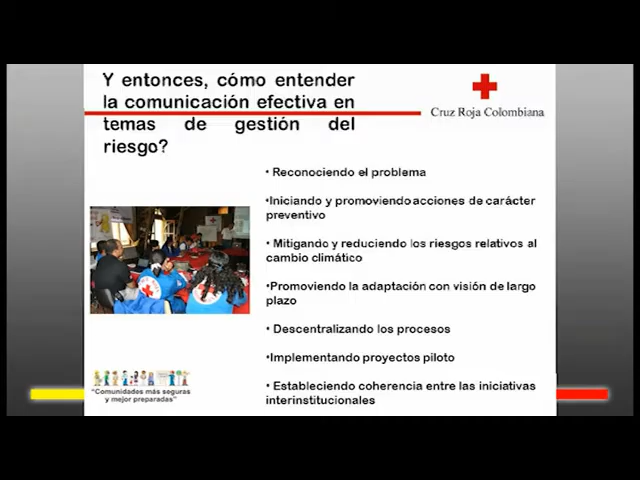 Y entonces, cómo entender
la comunicación efectiva en
temas de gestión del
riesgo?
Cruz Roja Colombiana
• Reconociendo el problema
•Iniciando y promoviendo acciones de carácter
preventivo
• Mitigando y reduciendo los riesgos relativos al
cambio climático
•Promoviendo la adaptación con visión de largo
plazo
• Descentralizando los procesos
•Implementando proyectos piloto
• Estableciendo coherencia entre las iniciativas
interinstitucionales
"Comunidades más seguras
y mejor preparadas"